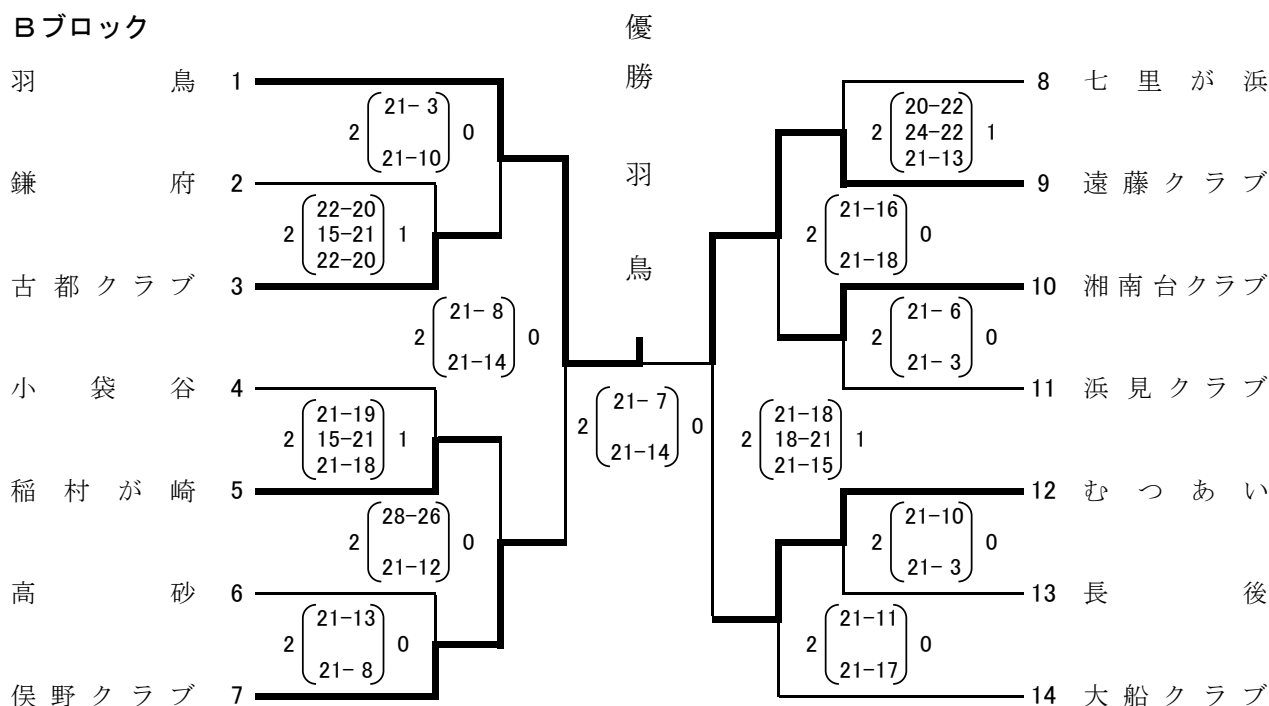 Bブロック
優勝 羽鳥
羽鳥 1
2 21-3 0
21-10
鎌府 2
2 22-20 1
15-21
22-20
古都クラブ 3
2 21-8 0
21-14
小袋谷 4
2 21-19 1
15-21
21-18
稲村が崎 5
2 28-26 0
21-12
高砂 6
2 21-13 0
21-8
俣野クラブ 7
2 21-7 0
21-14
8 七里が浜
2 20-22 1
24-22
21-13
9 遠藤クラブ
2 21-16 0
21-18
10 湘南台クラブ
2 21-6 0
21-3
11 浜見クラブ
2 21-18 1
18-21
21-15
12 むつあい
2 21-10 0
21-3
13 長後
2 21-11 0
21-17
14 大船クラブ